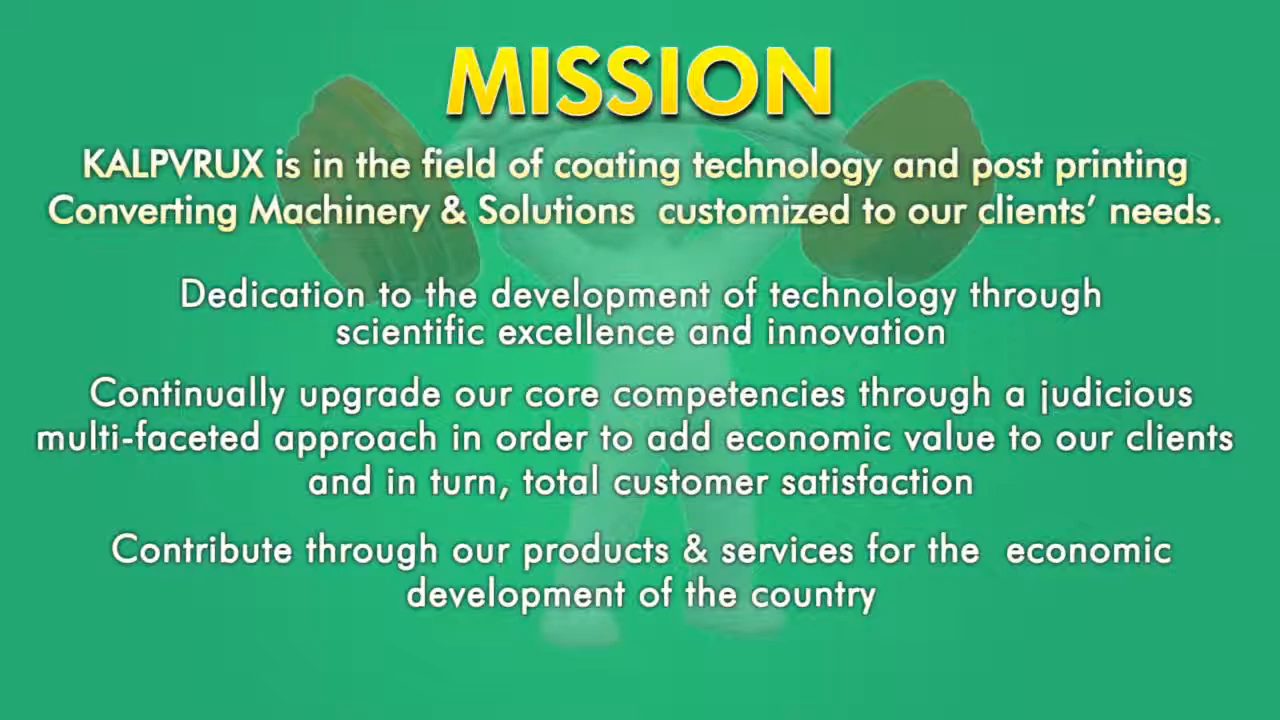 MISSION
KALPVRUX is in the field of coating technology and post printing
Converting Machinery & Solutions customized to our clients’ needs.
Dedication to the development of technology through
scientific excellence and innovation
Continually upgrade our core competencies through a judicious
multi-faceted approach in order to add economic value to our clients
and in turn, total customer satisfaction
Contribute through our products & services for the economic
development of the country